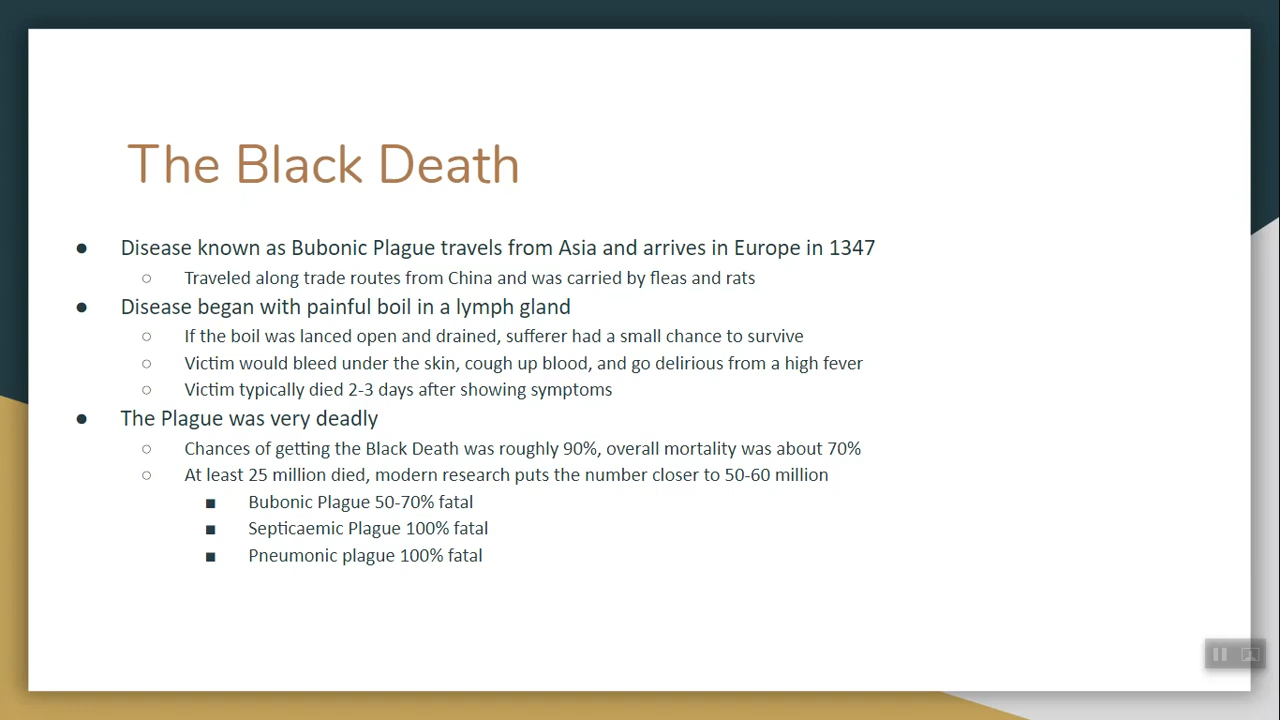 The Black Death
● Disease known as Bubonic Plague travels from Asia and arrives in Europe in 1347
○ Traveled along trade routes from China and was carried by fleas and rats
● Disease began with painful boil in a lymph gland
○ If the boil was lanced open and drained, sufferer had a small chance to survive
○ Victim would bleed under the skin, cough up blood, and go delirious from a high fever
○ Victim typically died 2-3 days after showing symptoms
● The Plague was very deadly
○ Chances of getting the Black Death was roughly 90%, overall mortality was about 70%
○ At least 25 million died, modern research puts the number closer to 50-60 million
■ Bubonic Plague 50-70% fatal
■ Septicaemic Plague 100% fatal
■ Pneumonic plague 100% fatal